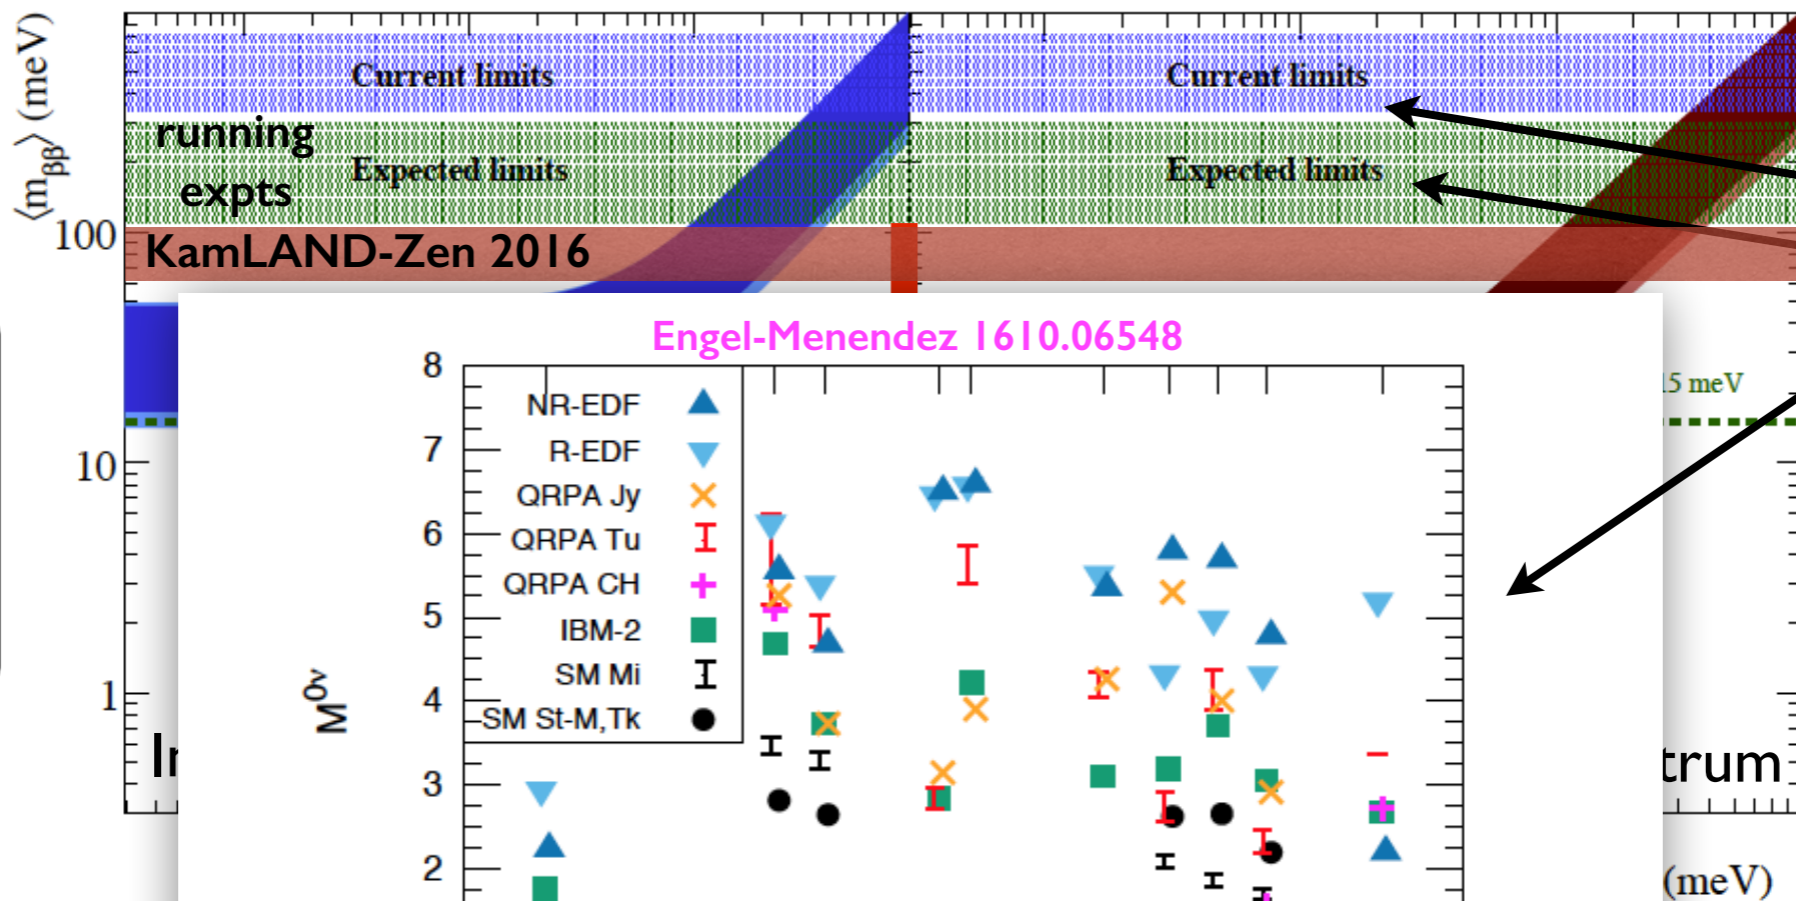 ⟨mββ⟩ (meV)
Current limits
Current limits
running
expts
Expected limits
Expected limits
100
KamLAND-Zen 2016
Engel-Menendez 1610.06548
15 meV
10
1
8
7
6
5
4
3
2
M0ν
NR-EDF
R-EDF
QRPA Jy
QRPA Tu
QRPA CH
IBM-2
SM Mi
SM St-M,Tk
trum
(meV)